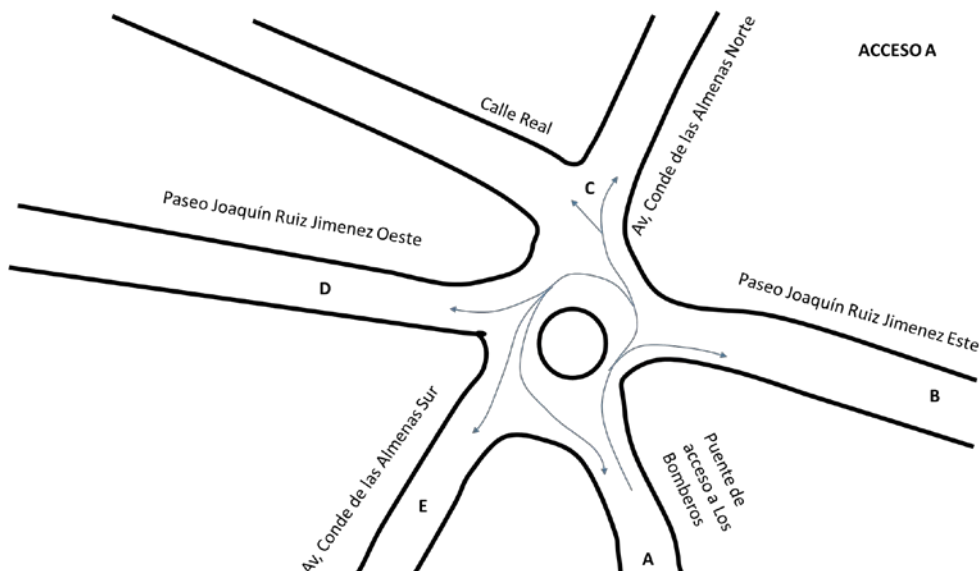 ACCESO A
Calle Real
Av, Conde de las Almenas Norte
C
Paseo Joaquín Ruiz Jimenez Oeste
D
Paseo Joaquín Ruiz Jimenez Este
B
Av, Conde de las Almenas Sur
E
Puente de
acceso a Los
Bomberos
A